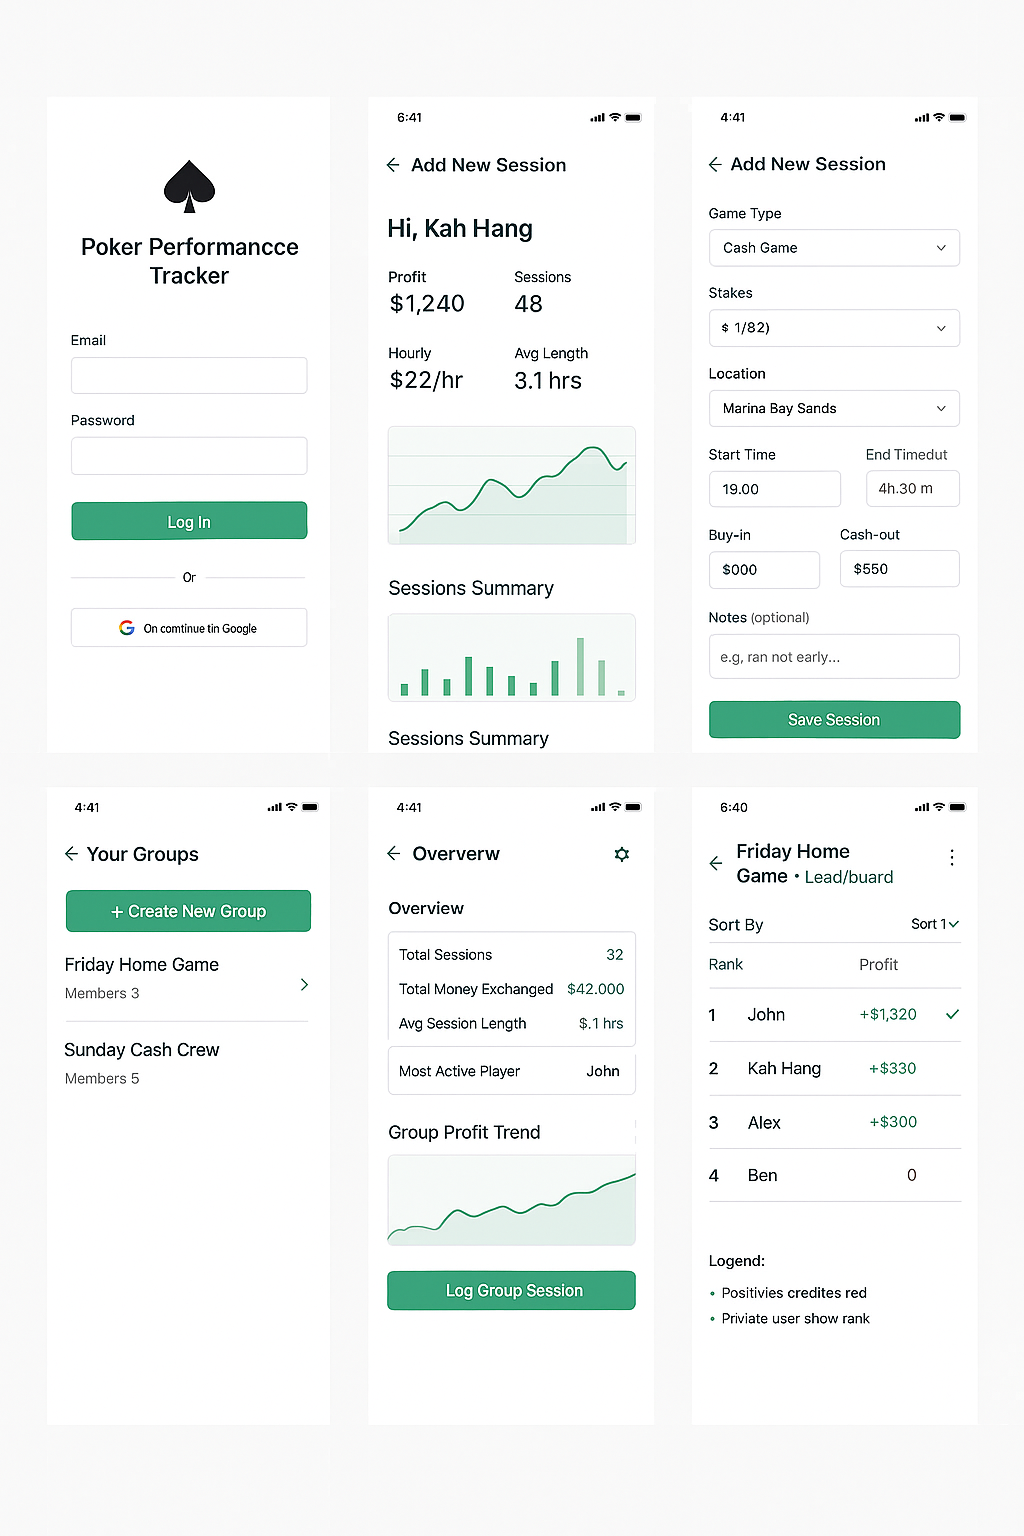 Poker Performancce
Tracker
Email
Password
Log In
Or
On comtinue tin Google
6:41
Add New Session
Hi, Kah Hang
Profit
Sessions
$1,240
48
Hourly
Avg Length
$22/hr
3.1 hrs
Sessions Summary
Sessions Summary
4:41
Add New Session
Game Type
Cash Game
Stakes
$ 1/82)
Location
Marina Bay Sands
Start Time
End Timedut
19.00
4h.30 m
Buy-in
Cash-out
$000
$550
Notes (optional)
e.g, ran not early...
Save Session
4:41
Your Groups
+ Create New Group
Friday Home Game
Members 3
Sunday Cash Crew
Members 5
4:41
Oververw
Overview
Total Sessions 32
Total Money Exchanged $42.000
Avg Session Length $.1 hrs
Most Active Player John
Group Profit Trend
Log Group Session
6:40
Friday Home
Game • Lead/buard
Sort By Sort 1
Rank Profit
1 John +$1,320
2 Kah Hang +$330
3 Alex +$300
4 Ben 0
Legend:
• Positivies credites red
• Priviate user show rank